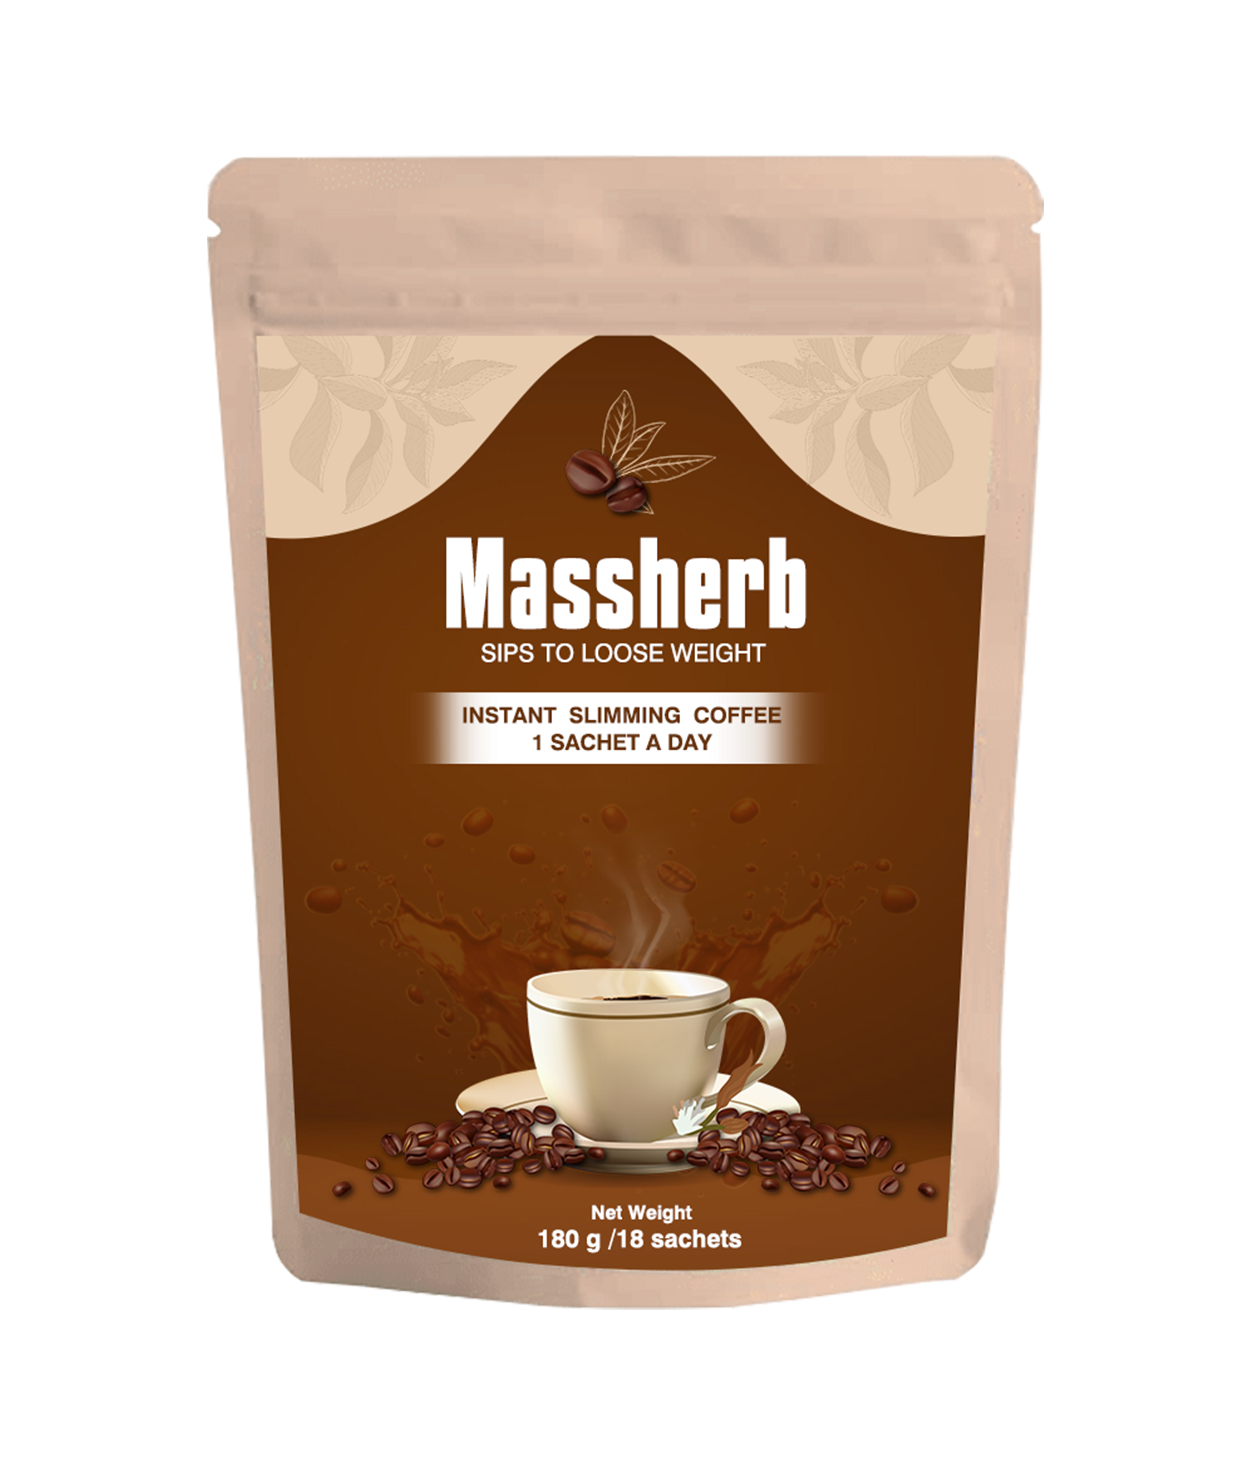 Massherb
SIPS TO LOOSE WEIGHT
INSTANT SLIMMING COFFEE
1 SACHET A DAY
Net Weight
180 g /18 sachets